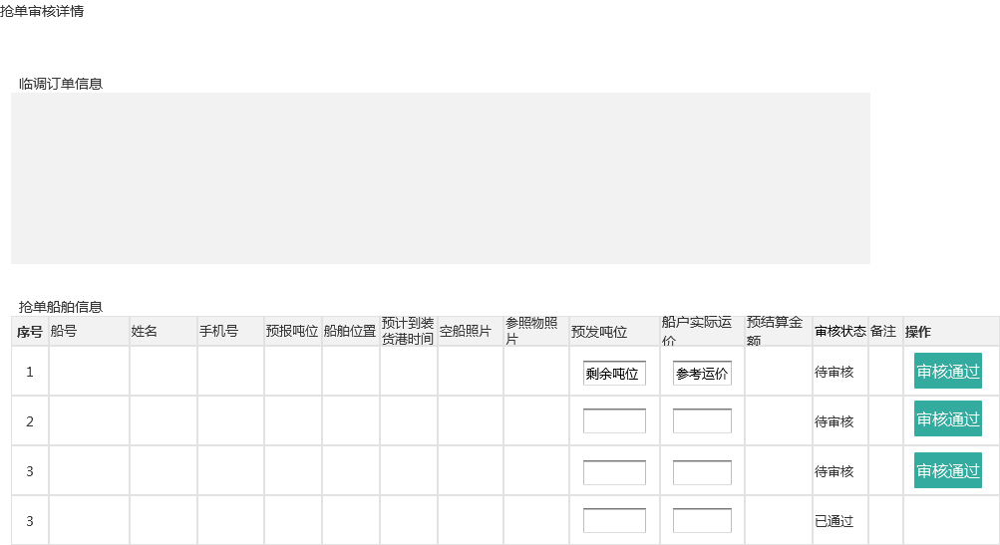 抢单审核详情
临调订单信息
抢单船舶信息
序号 船号 姓名 手机号 预报吨位 船舶位置 预计到装货港时间 空船照片 参照物照片 预发吨位 船户实际运价 预结算金额 审核状态 备注 操作
1 剩余吨位 参考运价 待审核 审核通过
2 待审核 审核通过
3 待审核 审核通过
3 已通过